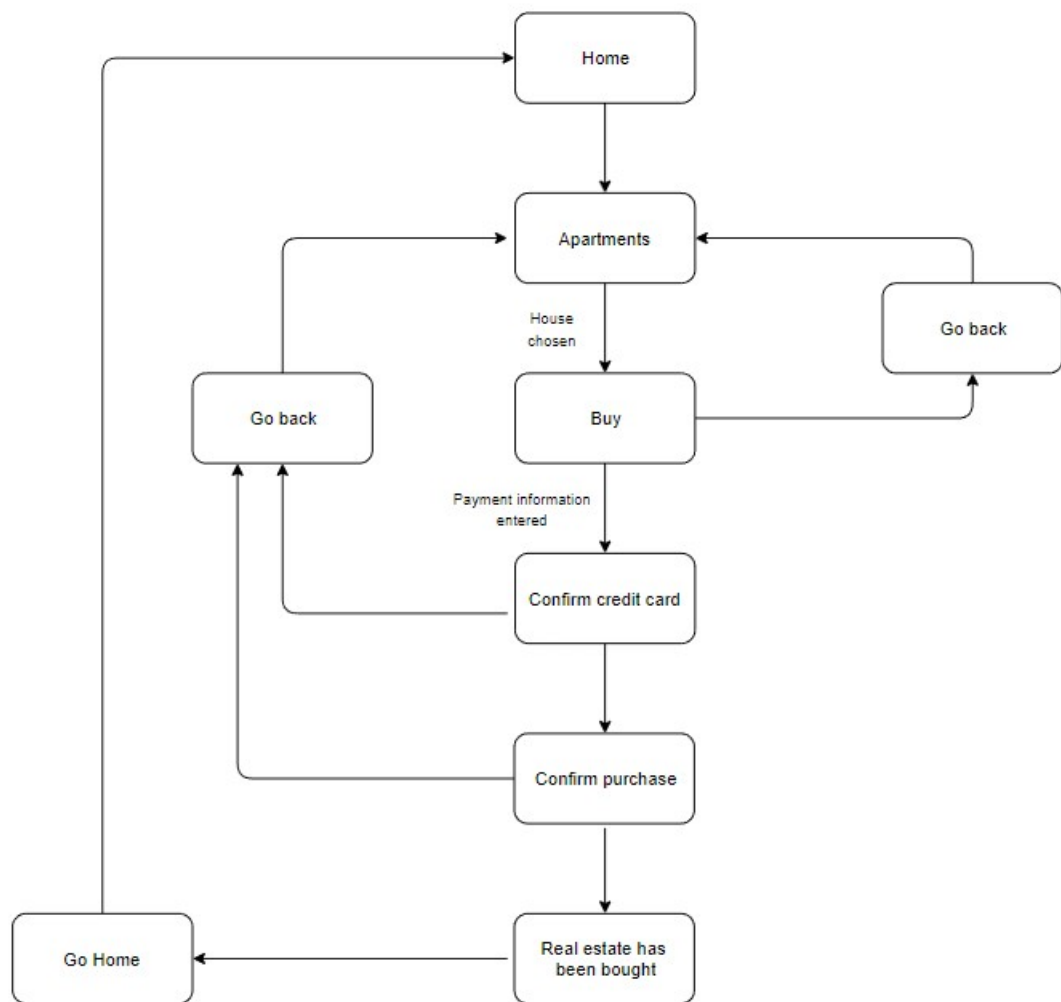 Home
Apartments
House
chosen
Go back
Go back
Buy
Payment information
entered
Confirm credit card
Confirm purchase
Go Home
Real estate has
been bought